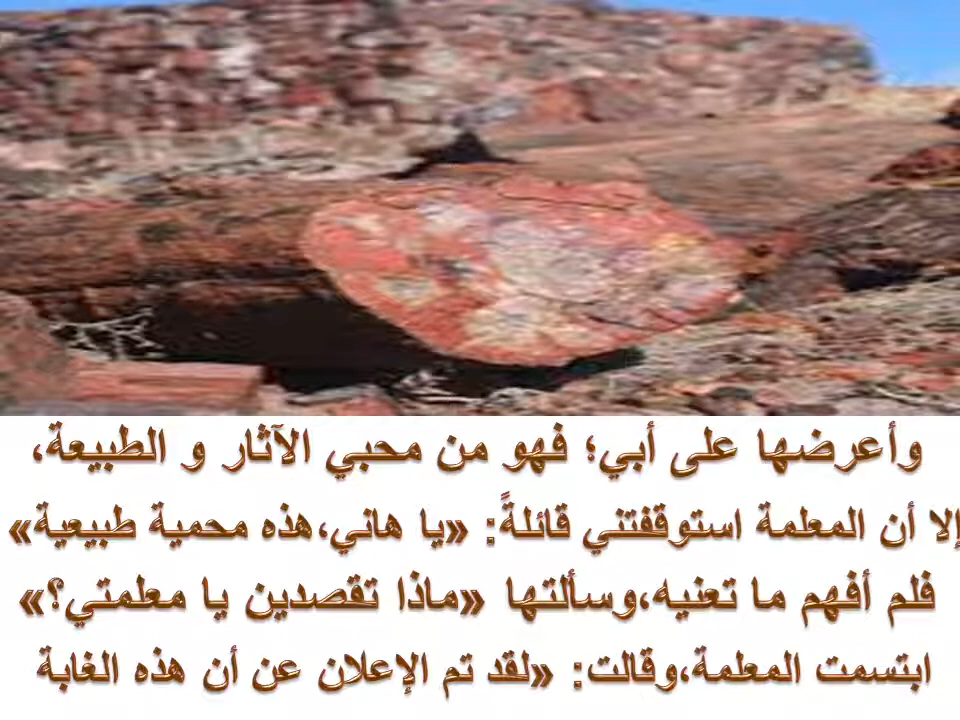 وأعرضها على أبي؛ فهو من محبي الآثار و الطبيعة،
إلا أن المعلمة استوقفتني قائلةً: «يا هاني،هذه محمية طبيعية»
فلم أفهم ما تعنيه،وسألتها «ماذا تقصدين يا معلمتي؟»
ابتسمت المعلمة،وقالت: «لقد تم الإعلان عن أن هذه الغابة